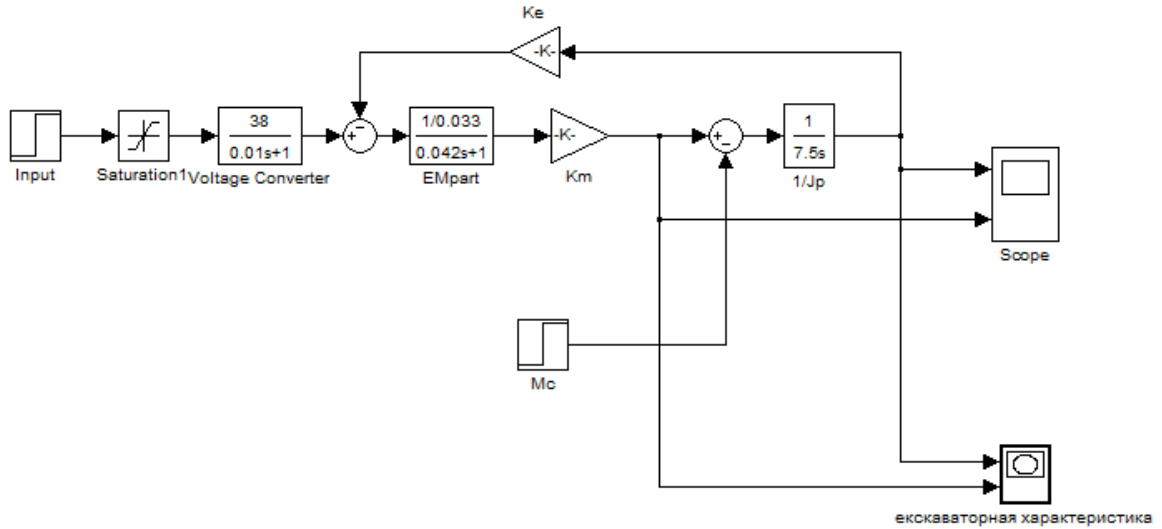 Ke
-K-
38
0.01s+1
1/0.033
0.042s+1
-K-
1
7.5s
Input
Saturation1
Voltage Converter
EMpart
Km
1/Jp
Scope
Mc
екскаваторная характеристика